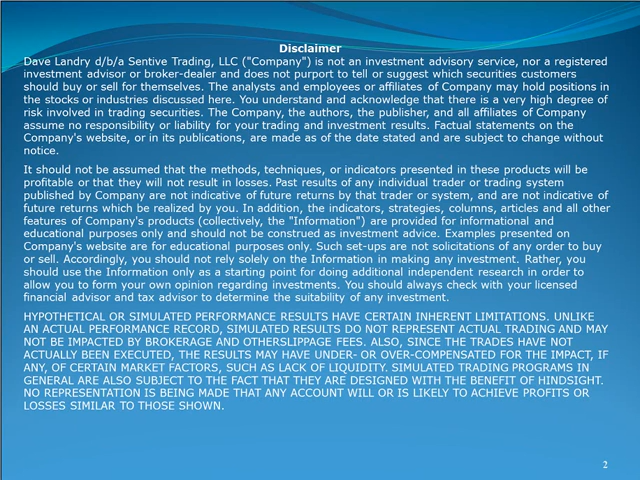 Disclaimer
Dave Landry d/b/a Sentive Trading, LLC ("Company") is not an investment advisory service, nor a registered
investment advisor or broker-dealer and does not purport to tell or suggest which securities customers
should buy or sell for themselves. The analysts and employees or affiliates of Company may hold positions in
the stocks or industries discussed here. You understand and acknowledge that there is a very high degree of
risk involved in trading securities. The Company, the authors, the publisher, and all affiliates of Company
assume no responsibility or liability for your trading and investment results. Factual statements on the
Company's website, or in its publications, are made as of the date stated and are subject to change without
notice.
It should not be assumed that the methods, techniques, or indicators presented in these products will be
profitable or that they will not result in losses. Past results of any individual trader or trading system
published by Company are not indicative of future returns by that trader or system, and are not indicative of
future returns which be realized by you. In addition, the indicators, strategies, columns, articles and all other
features of Company's products (collectively, the "Information") are provided for informational and
educational purposes only and should not be construed as investment advice. Examples presented on
Company's website are for educational purposes only. Such set-ups are not solicitations of any order to buy
or sell. Accordingly, you should not rely solely on the Information in making any investment. Rather, you
should use the Information only as a starting point for doing additional independent research in order to
allow you to form your own opinion regarding investments. You should always check with your licensed
financial advisor and tax advisor to determine the suitability of any investment.
HYPOTHETICAL OR SIMULATED PERFORMANCE RESULTS HAVE CERTAIN INHERENT LIMITATIONS. UNLIKE
AN ACTUAL PERFORMANCE RECORD, SIMULATED RESULTS DO NOT REPRESENT ACTUAL TRADING AND MAY
NOT BE IMPACTED BY BROKERAGE AND OTHERSLIPPAGE FEES. ALSO, SINCE THE TRADES HAVE NOT
ACTUALLY BEEN EXECUTED, THE RESULTS MAY HAVE UNDER- OR OVER-COMPENSATED FOR THE IMPACT, IF
ANY, OF CERTAIN MARKET FACTORS, SUCH AS LACK OF LIQUIDITY. SIMULATED TRADING PROGRAMS IN
GENERAL ARE ALSO SUBJECT TO THE FACT THAT THEY ARE DESIGNED WITH THE BENEFIT OF HINDSIGHT.
NO REPRESENTATION IS BEING MADE THAT ANY ACCOUNT WILL OR IS LIKELY TO ACHIEVE PROFITS OR
LOSSES SIMILAR TO THOSE SHOWN.
2